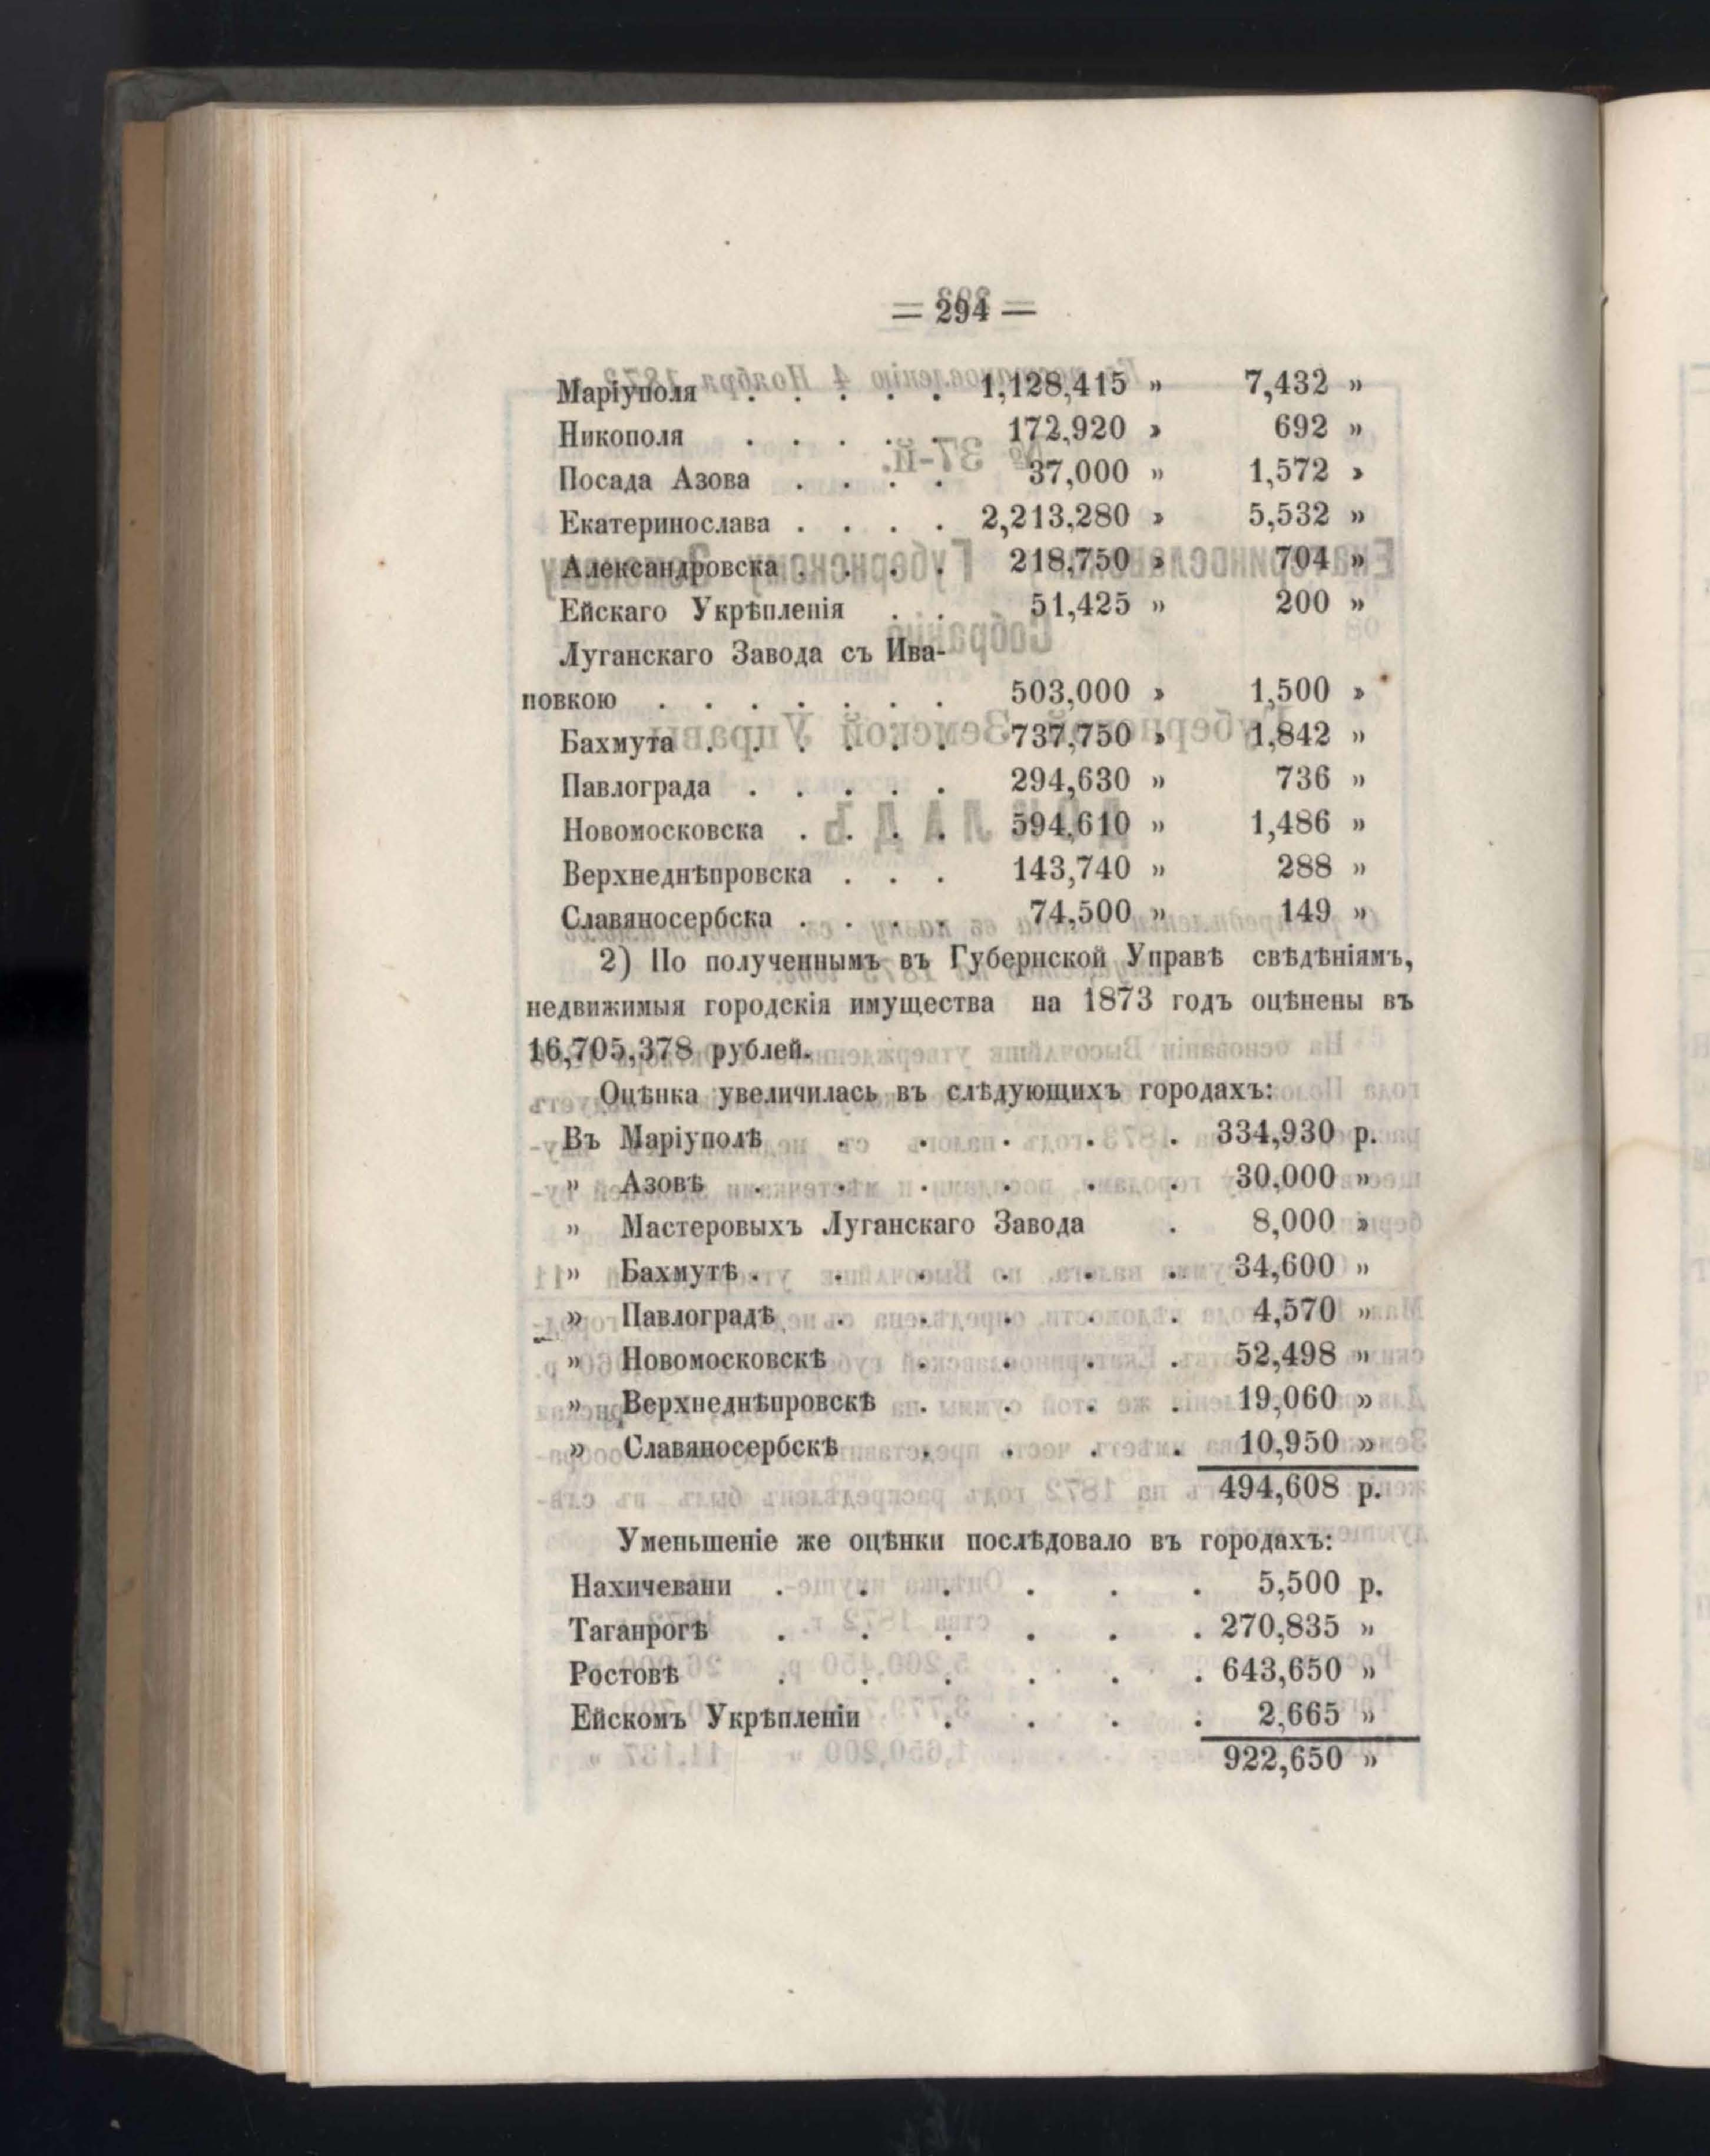 = 294 =
Маріуполя . . . . . 1,128,415 » 7,432 »
Никополя . . . . . 172,920 » 692 »
Посада Азова . . . . 37,000 » 1,572 »
Екатеринослава . . . . 2,213,280 » 5,532 »
Александровска . . . . 218,750 » 704 »
Ейскаго Укрѣпленія . . 51,425 » 200 »
Луганскаго Завода съ Ива-
новкою . . . . . . . 503,000 » 1,500 »
Бахмута . . . . . . 737,750 » 1,842 »
Павлограда . . . . . 294,630 » 736 »
Новомосковска . . . . 594,610 » 1,486 »
Верхнеднѣпровска . . . 143,740 » 288 »
Славяносербска . . . . 74,500 » 149 »
2) По полученнымъ въ Губернской Управѣ свѣдѣніямъ,
недвижимыя городскія имущества на 1873 годъ оцѣнены въ
16,705,378 рублей.
Оцѣнка увеличилась въ слѣдующихъ городахъ:
Въ Маріуполѣ . . . . . 334,930 р.
» Азовѣ . . . . . . 30,000 »
» Мастеровыхъ Луганскаго Завода . 8,000 »
» Бахмутѣ . . . . . . 34,600 »
» Павлоградѣ . . . . . 4,570 »
» Новомосковскѣ . . . . 52,498 »
» Верхнеднѣпровскѣ . . . . 19,060 »
» Славяносербскѣ . . . . 10,950 »
494,608 р.
Уменьшеніе же оцѣнки послѣдовало въ городахъ:
Нахичевани . . . . . . 5,500 р.
Таганрогѣ . . . . . . 270,835 »
Ростовѣ . . . . . . 643,650 »
Ейскомъ Укрѣпленіи . . . . 2,665 »
922,650 »